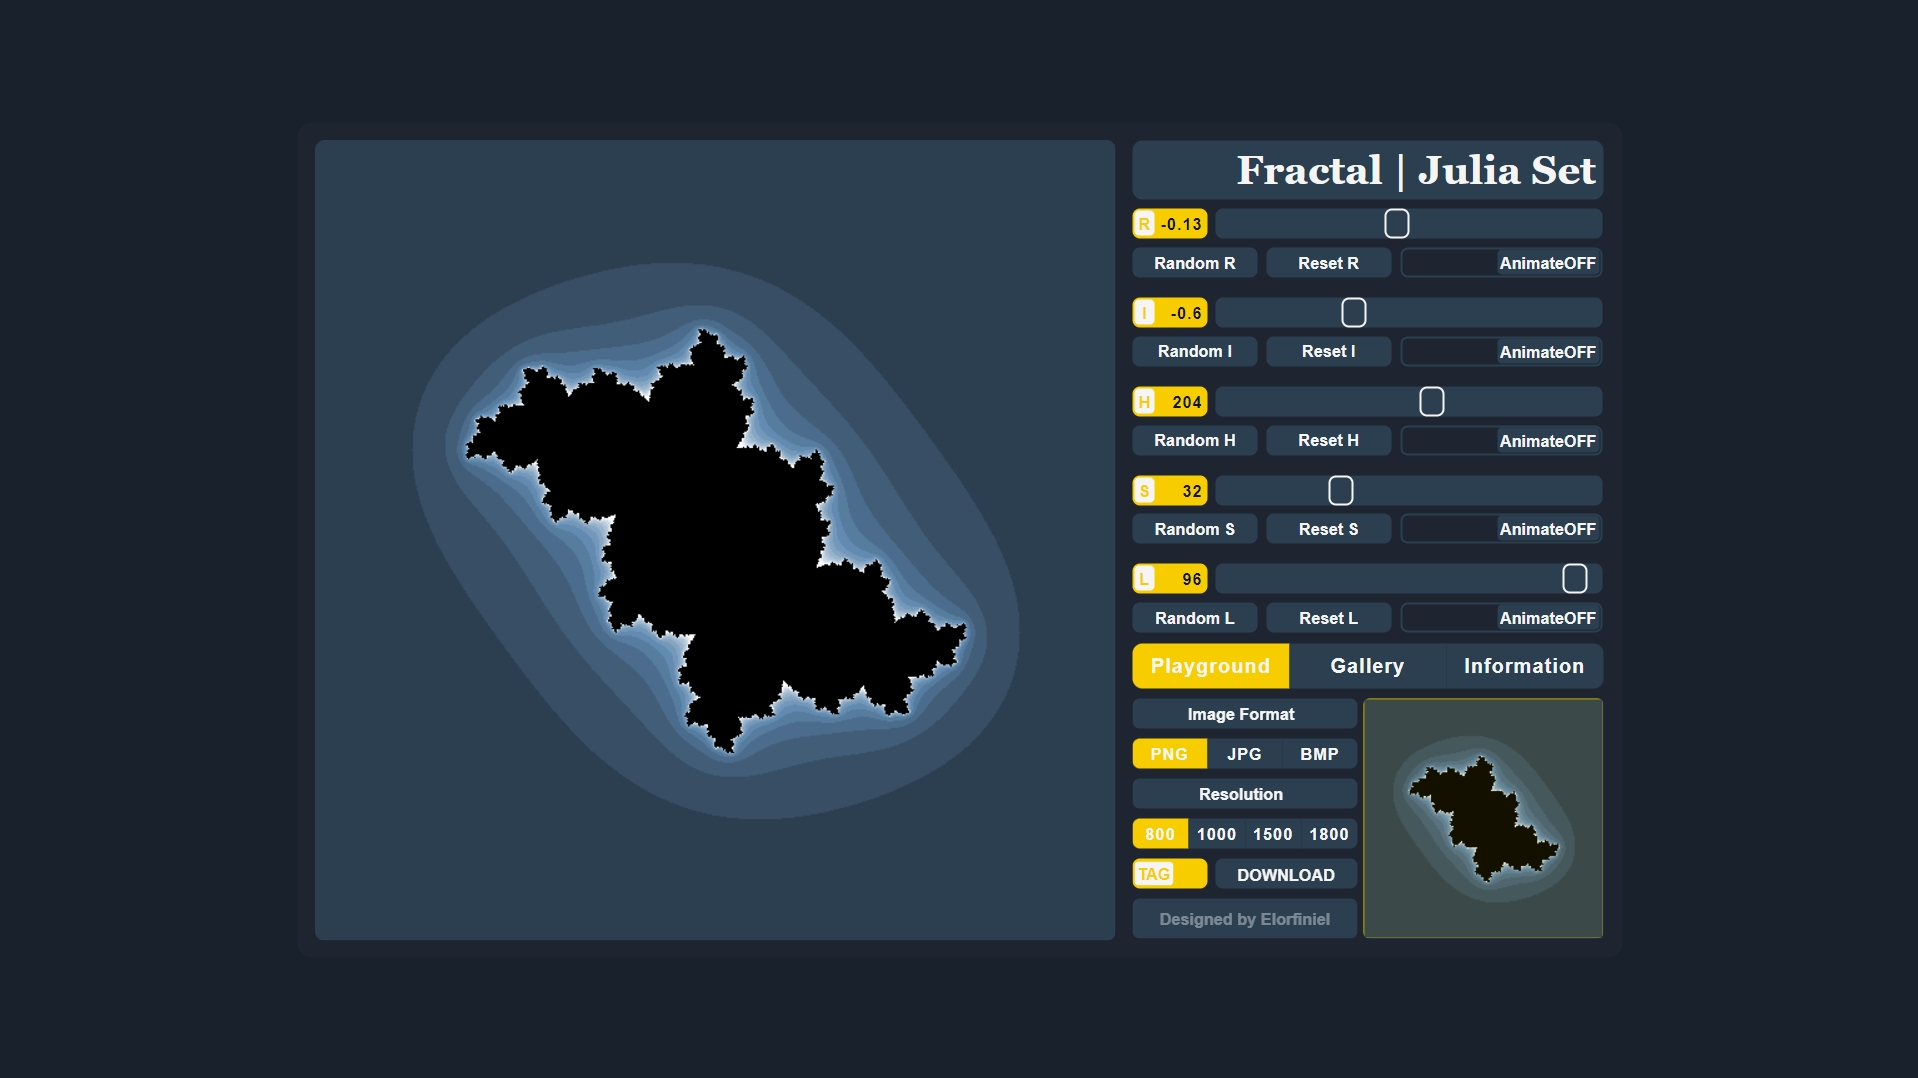 Fractal | Julia Set
R -0.13
Random R Reset R AnimateOFF
I -0.6
Random I Reset I AnimateOFF
H 204
Random H Reset H AnimateOFF
S 32
Random S Reset S AnimateOFF
L 96
Random L Reset L AnimateOFF
Playground Gallery Information
Image Format
PNG JPG BMP
Resolution
800 1000 1500 1800
TAG DOWNLOAD
Designed by Elorfiniel